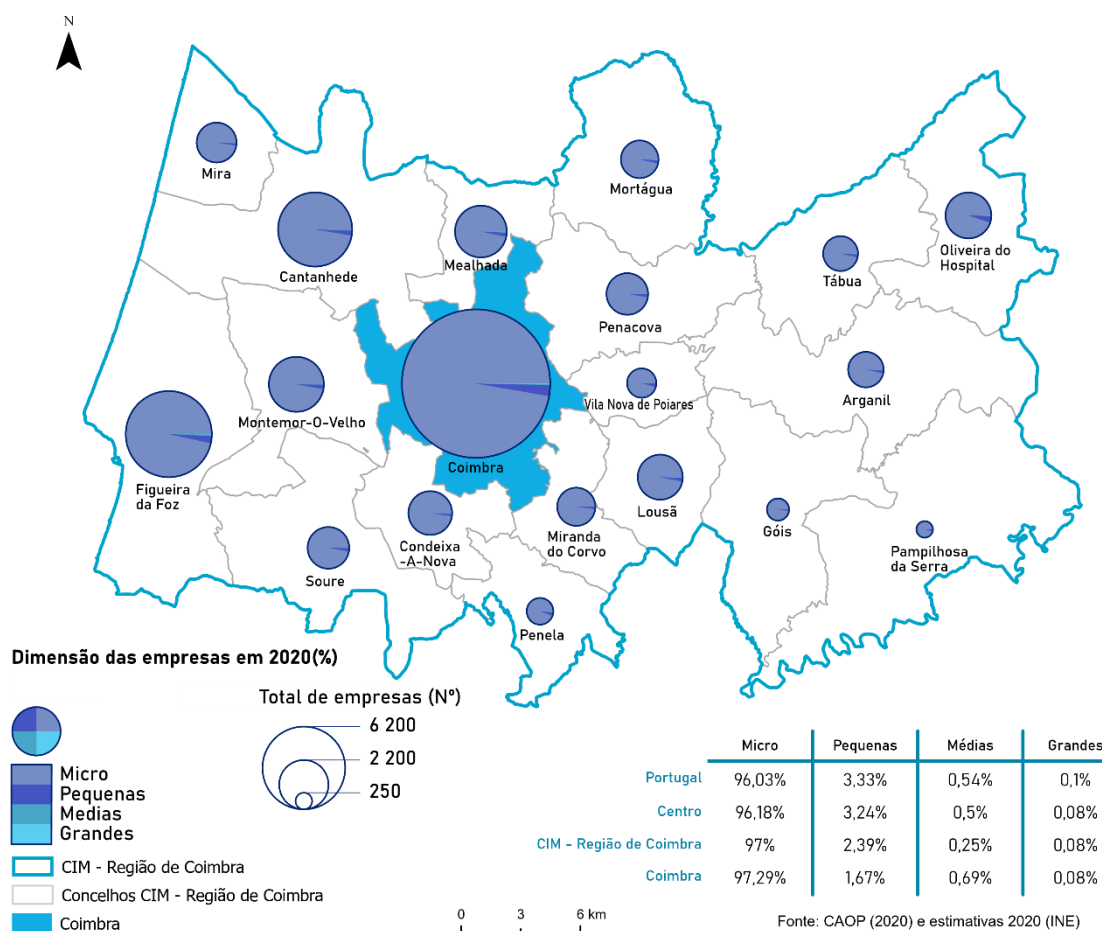 N
Mira
Mortágua
Cantanhede
Mealhada
Oliveira do
Hospital
Tábua
Penacova
Vila Nova de Poiares
Arganil
Montemor-O-Velho
Coimbra
Figueira
da Foz
Lousã
Góis
Condeixa
-A-Nova
Miranda
do Corvo
Pampilhosa
da Serra
Soure
Penela
Dimensão das empresas em 2020(%)
Total de empresas (Nº)
6 200
2 200
250
Micro
Pequenas
Medias
Grandes
CIM - Região de Coimbra
Concelhos CIM - Região de Coimbra
Coimbra
0 3 6 km
Micro Pequenas Médias Grandes
Portugal 96,03% 3,33% 0,54% 0,1%
Centro 96,18% 3,24% 0,5% 0,08%
CIM - Região de Coimbra 97% 2,39% 0,25% 0,08%
Coimbra 97,29% 1,67% 0,69% 0,08%
Fonte: CAOP (2020) e estimativas 2020 (INE)